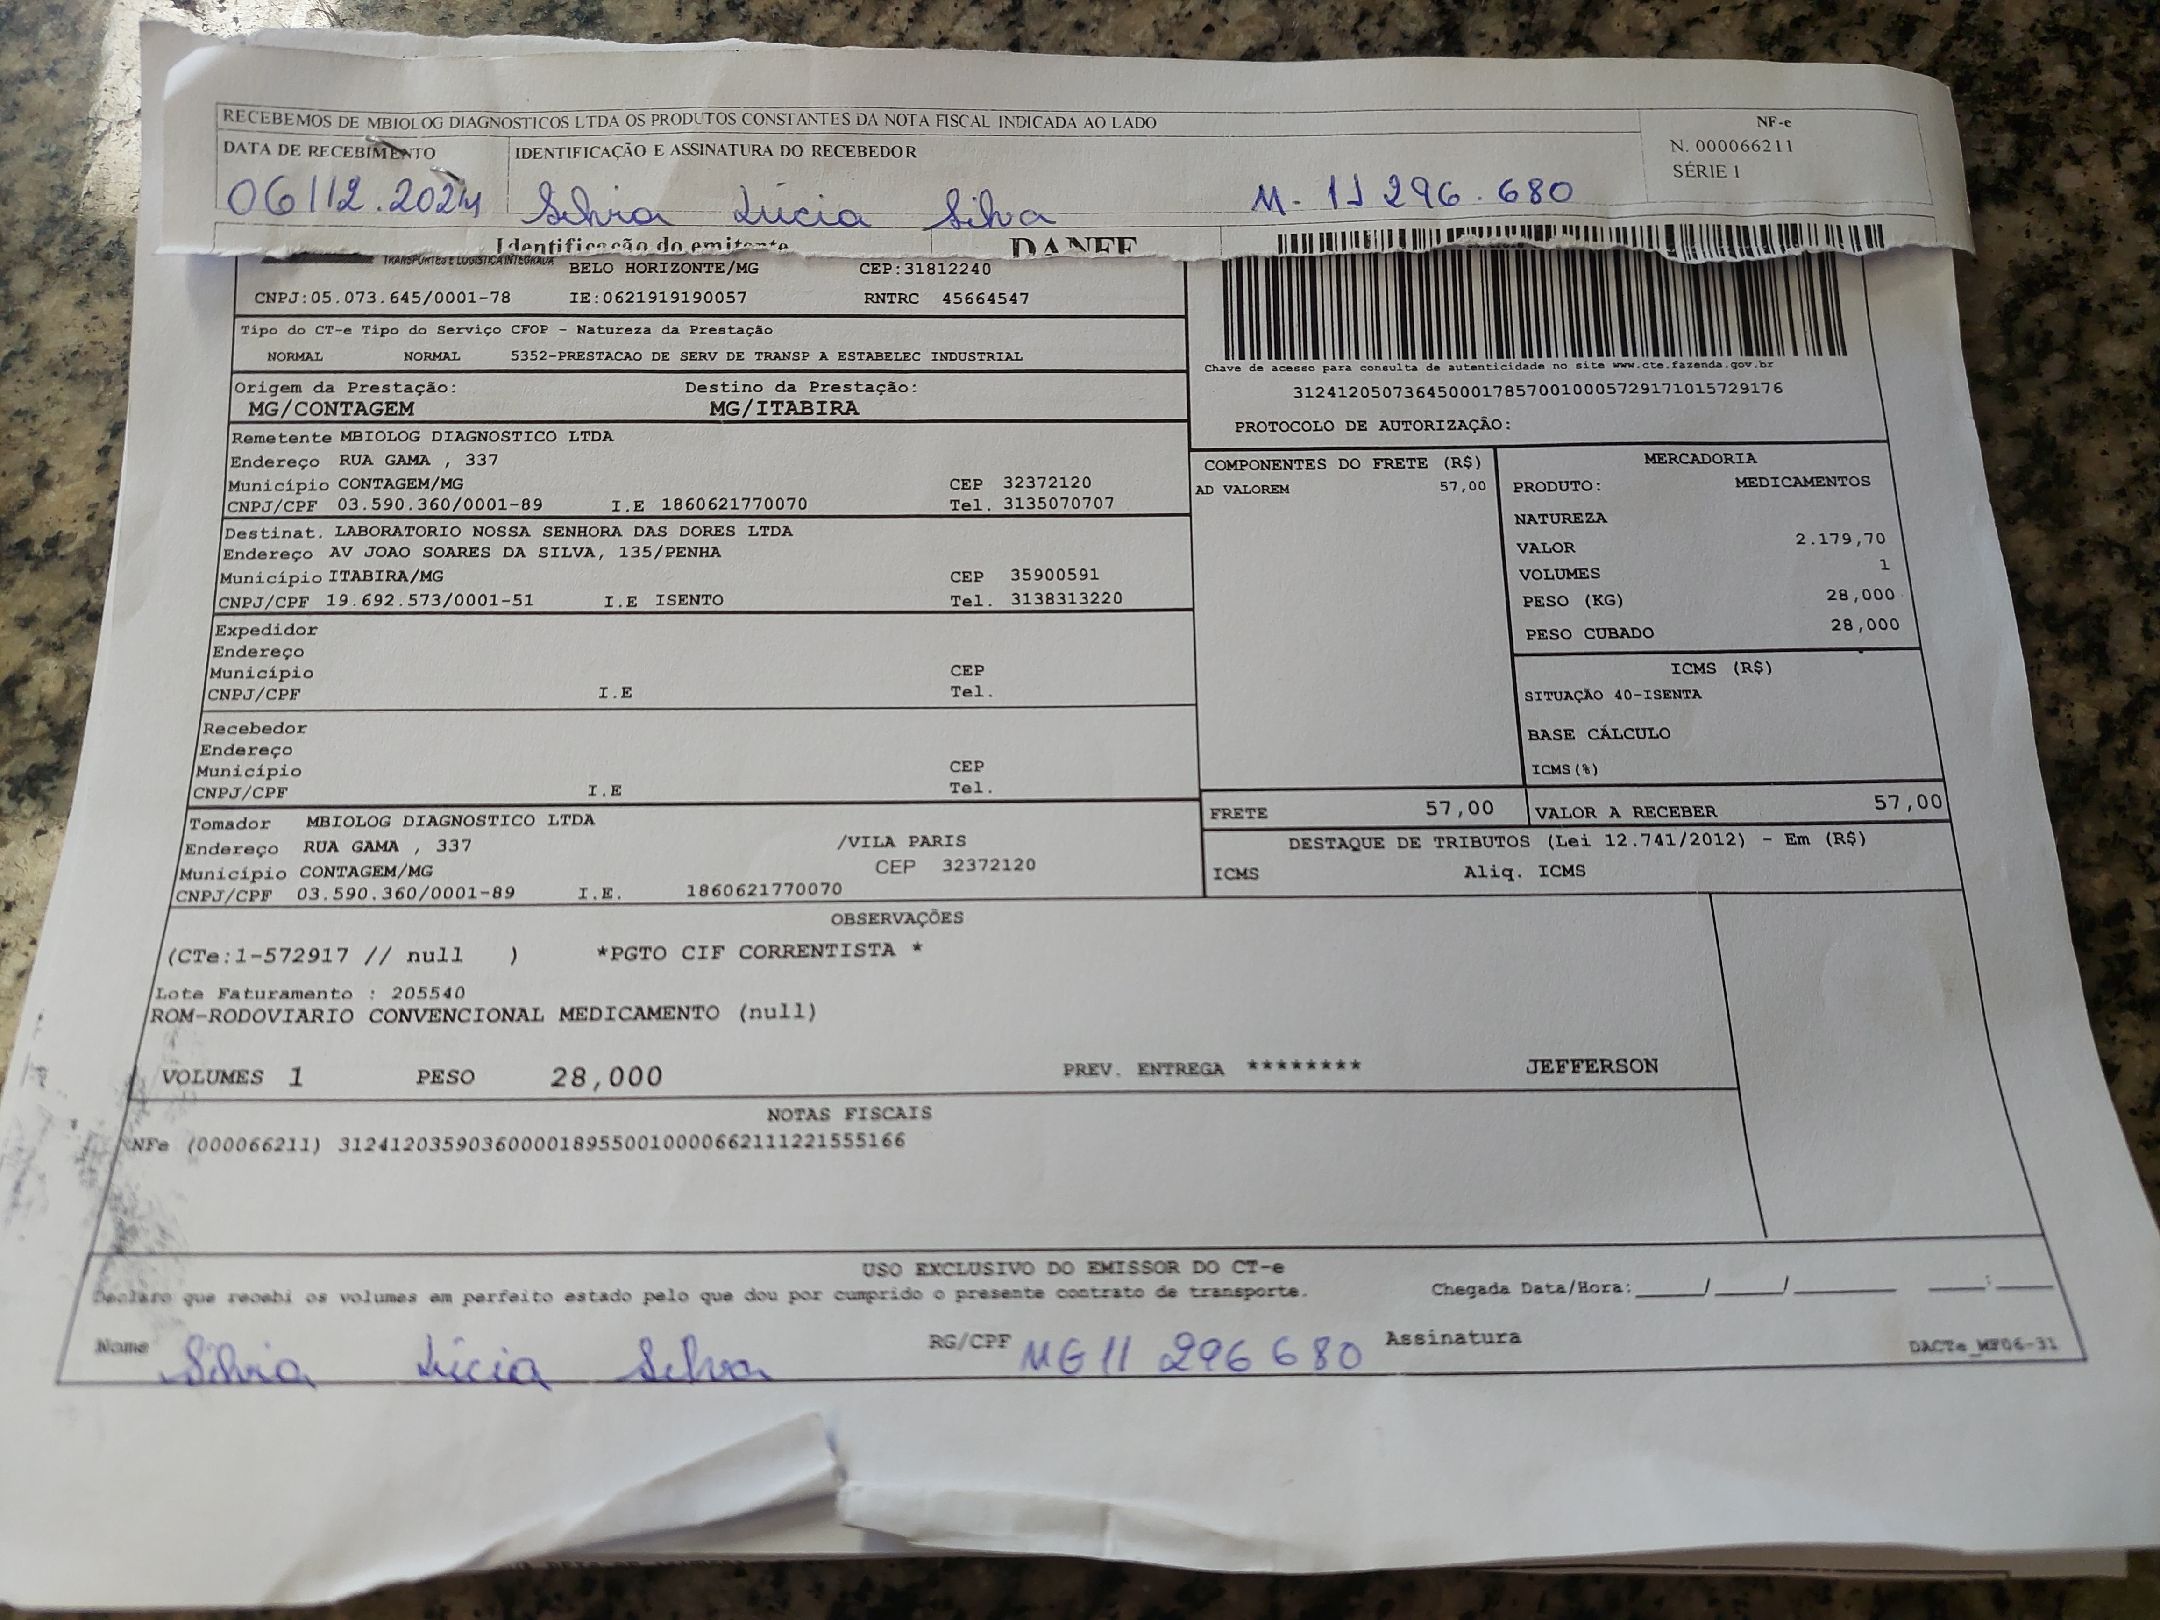 RECEBEMOS DE MBIOLOG DIAGNOSTICOS LTDA OS PRODUTOS CONSTANTES DA NOTA FISCAL INDICADA AO LADO
NF-e
N. 000066211
SÉRIE 1
DATA DE RECEBIMENTO IDENTIFICAÇÃO E ASSINATURA DO RECEBEDOR
06/12.2024 Silvia Lúcia Silva M- 11 296.680
Identificação do emitente DANFE
TRANSPORTES E LOGÍSTICA INTEGRADA
BELO HORIZONTE/MG CEP:31812240
CNPJ:05.073.645/0001-78 IE:0621919190057 RNTRC 45664547
Tipo do CT-e Tipo do Serviço CFOP - Natureza da Prestação
NORMAL NORMAL 5352-PRESTACAO DE SERV DE TRANSP A ESTABELEC INDUSTRIAL
Chave de acesso para consulta de autenticidade no site www.cte.fazenda.gov.br
31241205073645000178570010005729171015729176
PROTOCOLO DE AUTORIZAÇÃO:
Origem da Prestação: Destino da Prestação:
MG/CONTAGEM MG/ITABIRA
Remetente MBIOLOG DIAGNOSTICO LTDA
Endereço RUA GAMA , 337
Município CONTAGEM/MG CEP 32372120
CNPJ/CPF 03.590.360/0001-89 I.E 1860621770070 Tel. 3135070707
Destinat. LABORATORIO NOSSA SENHORA DAS DORES LTDA
Endereço AV JOAO SOARES DA SILVA, 135/PENHA
Município ITABIRA/MG CEP 35900591
CNPJ/CPF 19.692.573/0001-51 I.E ISENTO Tel. 3138313220
Expedidor
Endereço
Município CEP
CNPJ/CPF I.E Tel.
Recebedor
Endereço
Município CEP
CNPJ/CPF I.E Tel.
Tomador MBIOLOG DIAGNOSTICO LTDA
Endereço RUA GAMA , 337 /VILA PARIS
Município CONTAGEM/MG CEP 32372120
CNPJ/CPF 03.590.360/0001-89 I.E. 1860621770070
COMPONENTES DO FRETE (R$)
AD VALOREM 57,00
MERCADORIA
PRODUTO: MEDICAMENTOS
NATUREZA
VALOR 2.179,70
VOLUMES 1
PESO (KG) 28,000
PESO CUBADO 28,000
ICMS (R$)
SITUAÇÃO 40-ISENTA
BASE CÁLCULO
ICMS(%)
FRETE 57,00 VALOR A RECEBER 57,00
DESTAQUE DE TRIBUTOS (Lei 12.741/2012) - Em (R$)
ICMS Aliq. ICMS
OBSERVAÇÕES
(CTe:1-572917 // null ) *PGTO CIF CORRENTISTA *
Lote Faturamento : 205540
ROM-RODOVIARIO CONVENCIONAL MEDICAMENTO (null)
VOLUMES 1 PESO 28,000 PREV. ENTREGA ******** JEFFERSON
NOTAS FISCAIS
NFe (000066211) 31241203590360000189550010000662111221555166
USO EXCLUSIVO DO EMISSOR DO CT-e
Declaro que recebi os volumes em perfeito estado pelo que dou por cumprido o presente contrato de transporte. Chegada Data/Hora:____/____/______ ____:____
Nome Silvia Lúcia Silva RG/CPF MG 11 296 680 Assinatura DACTe_MF06-31